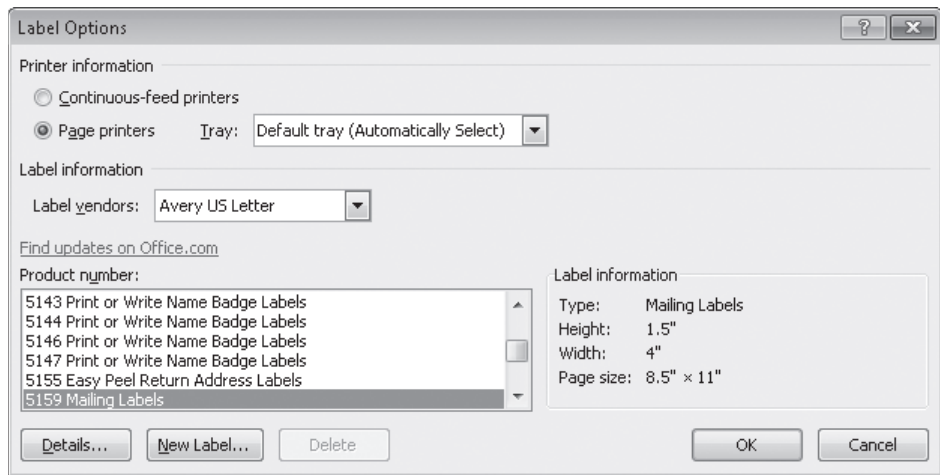 Label Options
Printer information
Continuous-feed printers
Page printers Tray: Default tray (Automatically Select)
Label information
Label vendors: Avery US Letter
Find updates on Office.com
Product number:
5143 Print or Write Name Badge Labels
5144 Print or Write Name Badge Labels
5146 Print or Write Name Badge Labels
5147 Print or Write Name Badge Labels
5155 Easy Peel Return Address Labels
5159 Mailing Labels
Label information
Type: Mailing Labels
Height: 1.5"
Width: 4"
Page size: 8.5" × 11"
Details... New Label... Delete OK Cancel